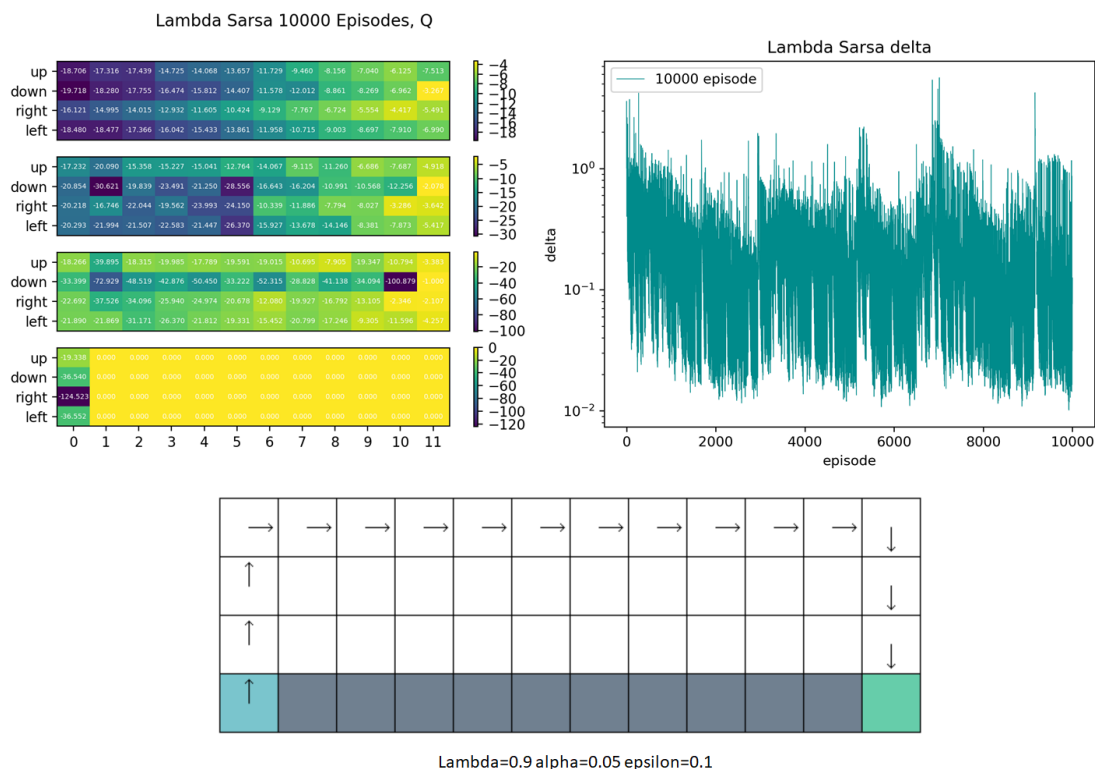 Lambda Sarsa 10000 Episodes, Q
up -18.706 -17.316 -17.439 -14.725 -14.068 -13.657 -11.729 -9.460 -8.156 -7.040 -6.125 -7.513
down -19.718 -18.280 -17.755 -16.474 -15.812 -14.407 -11.578 -12.012 -8.861 -8.269 -6.962 -3.267
right -16.121 -14.995 -14.015 -12.932 -11.605 -10.424 -9.129 -7.767 -6.724 -5.554 -4.417 -5.491
left -18.480 -18.477 -17.366 -16.042 -15.433 -13.861 -11.958 -10.715 -9.003 -8.697 -7.910 -6.990
−4
−6
−8
−10
−12
−14
−16
−18
up -17.232 -20.090 -15.358 -15.227 -15.041 -12.764 -14.067 -9.115 -11.260 -6.686 -7.687 -4.918
down -20.854 -30.621 -19.839 -23.491 -21.250 -28.556 -16.643 -16.204 -10.991 -10.568 -12.256 -2.078
right -20.218 -16.746 -22.044 -19.562 -23.993 -24.150 -10.339 -11.886 -7.794 -3.286 -3.642
left -20.293 -21.994 -21.507 -22.583 -21.447 -26.370 -15.927 -13.678 -14.146 -8.381 -7.873 -5.417
−5
−10
−15
−20
−25
−30
up -18.266 -39.895 -18.315 -19.985 -17.789 -19.591 -19.015 -10.695 -7.905 -19.347 -10.794 -3.383
down -33.399 -72.929 -48.519 -42.876 -50.450 -33.222 -52.315 -28.828 -41.138 -34.094 -100.879 -1.000
right -22.692 -37.526 -34.096 -25.940 -24.974 -20.678 -12.080 -19.927 -16.792 -13.105 -2.346 -2.107
left -21.890 -21.869 -31.171 -26.370 -21.812 -19.331 -15.452 -20.799 -17.246 -9.305 -11.596 -4.257
−20
−40
−60
−80
−100
up -19.338 0.000 0.000 0.000 0.000 0.000 0.000 0.000 0.000 0.000 0.000 0.000
down -36.540 0.000 0.000 0.000 0.000 0.000 0.000 0.000 0.000 0.000 0.000 0.000
right -124.523 0.000 0.000 0.000 0.000 0.000 0.000 0.000 0.000 0.000 0.000 0.000
left -36.552 0.000 0.000 0.000 0.000 0.000 0.000 0.000 0.000 0.000 0.000 0.000
0
−20
−40
−60
−80
−100
−120
0 1 2 3 4 5 6 7 8 9 10 11
Lambda Sarsa delta
10000 episode
delta
10⁰
10⁻¹
10⁻²
0 2000 4000 6000 8000 10000
episode
Lambda=0.9 alpha=0.05 epsilon=0.1